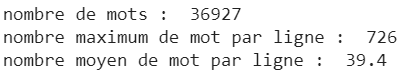 nombre de mots :  36927
nombre maximum de mot par ligne :  726
nombre moyen de mot par ligne :  39.4